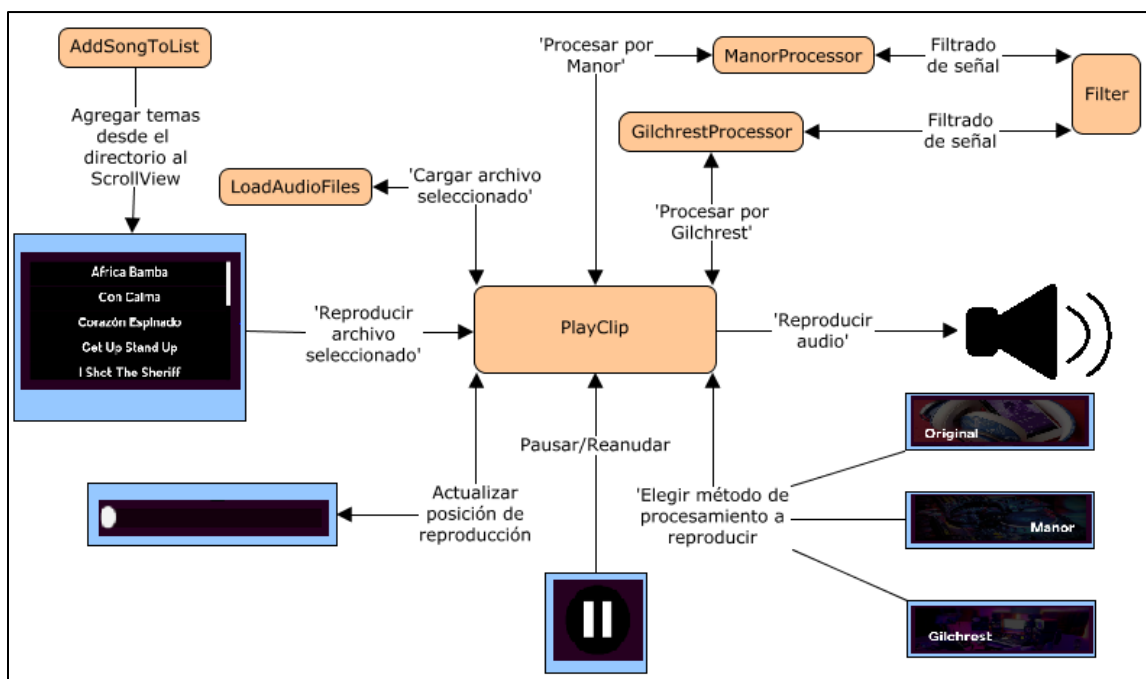 AddSongToList
'Procesar por
Manor'
ManorProcessor
Filtrado
de señal
Filter
Agregar temas
desde el
directorio al
ScrollView
GilchrestProcessor
Filtrado
de señal
LoadAudioFiles
'Cargar archivo
seleccionado'
'Procesar por
Gilchrest'
Africa Bamba
Con Calma
Corazón Espinado
Get Up Stand Up
I Shot The Sheriff
'Reproducir
archivo
seleccionado'
PlayClip
'Reproducir
audio'
Original
Pausar/Reanudar
Actualizar
posición de
reproducción
'Elegir método de
procesamiento a
reproducir
Manor
Gilchrest